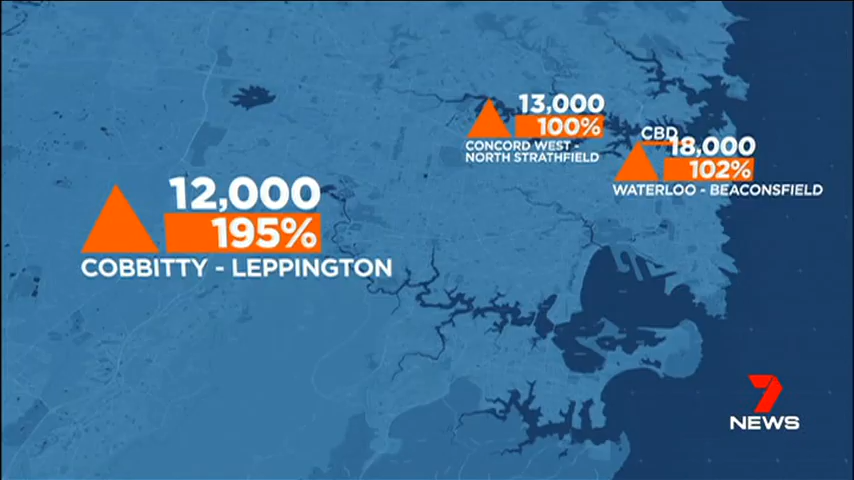 13,000
100%
CONCORD WEST -
NORTH STRATHFIELD
CBD
18,000
102%
WATERLOO - BEACONSFIELD
12,000
195%
COBBITTY - LEPPINGTON
7
NEWS